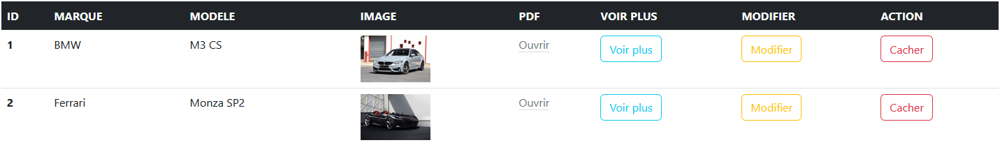 ID MARQUE MODELE IMAGE PDF VOIR PLUS MODIFIER ACTION
1 BMW M3 CS Ouvrir Voir plus Modifier Cacher
2 Ferrari Monza SP2 Ouvrir Voir plus Modifier Cacher